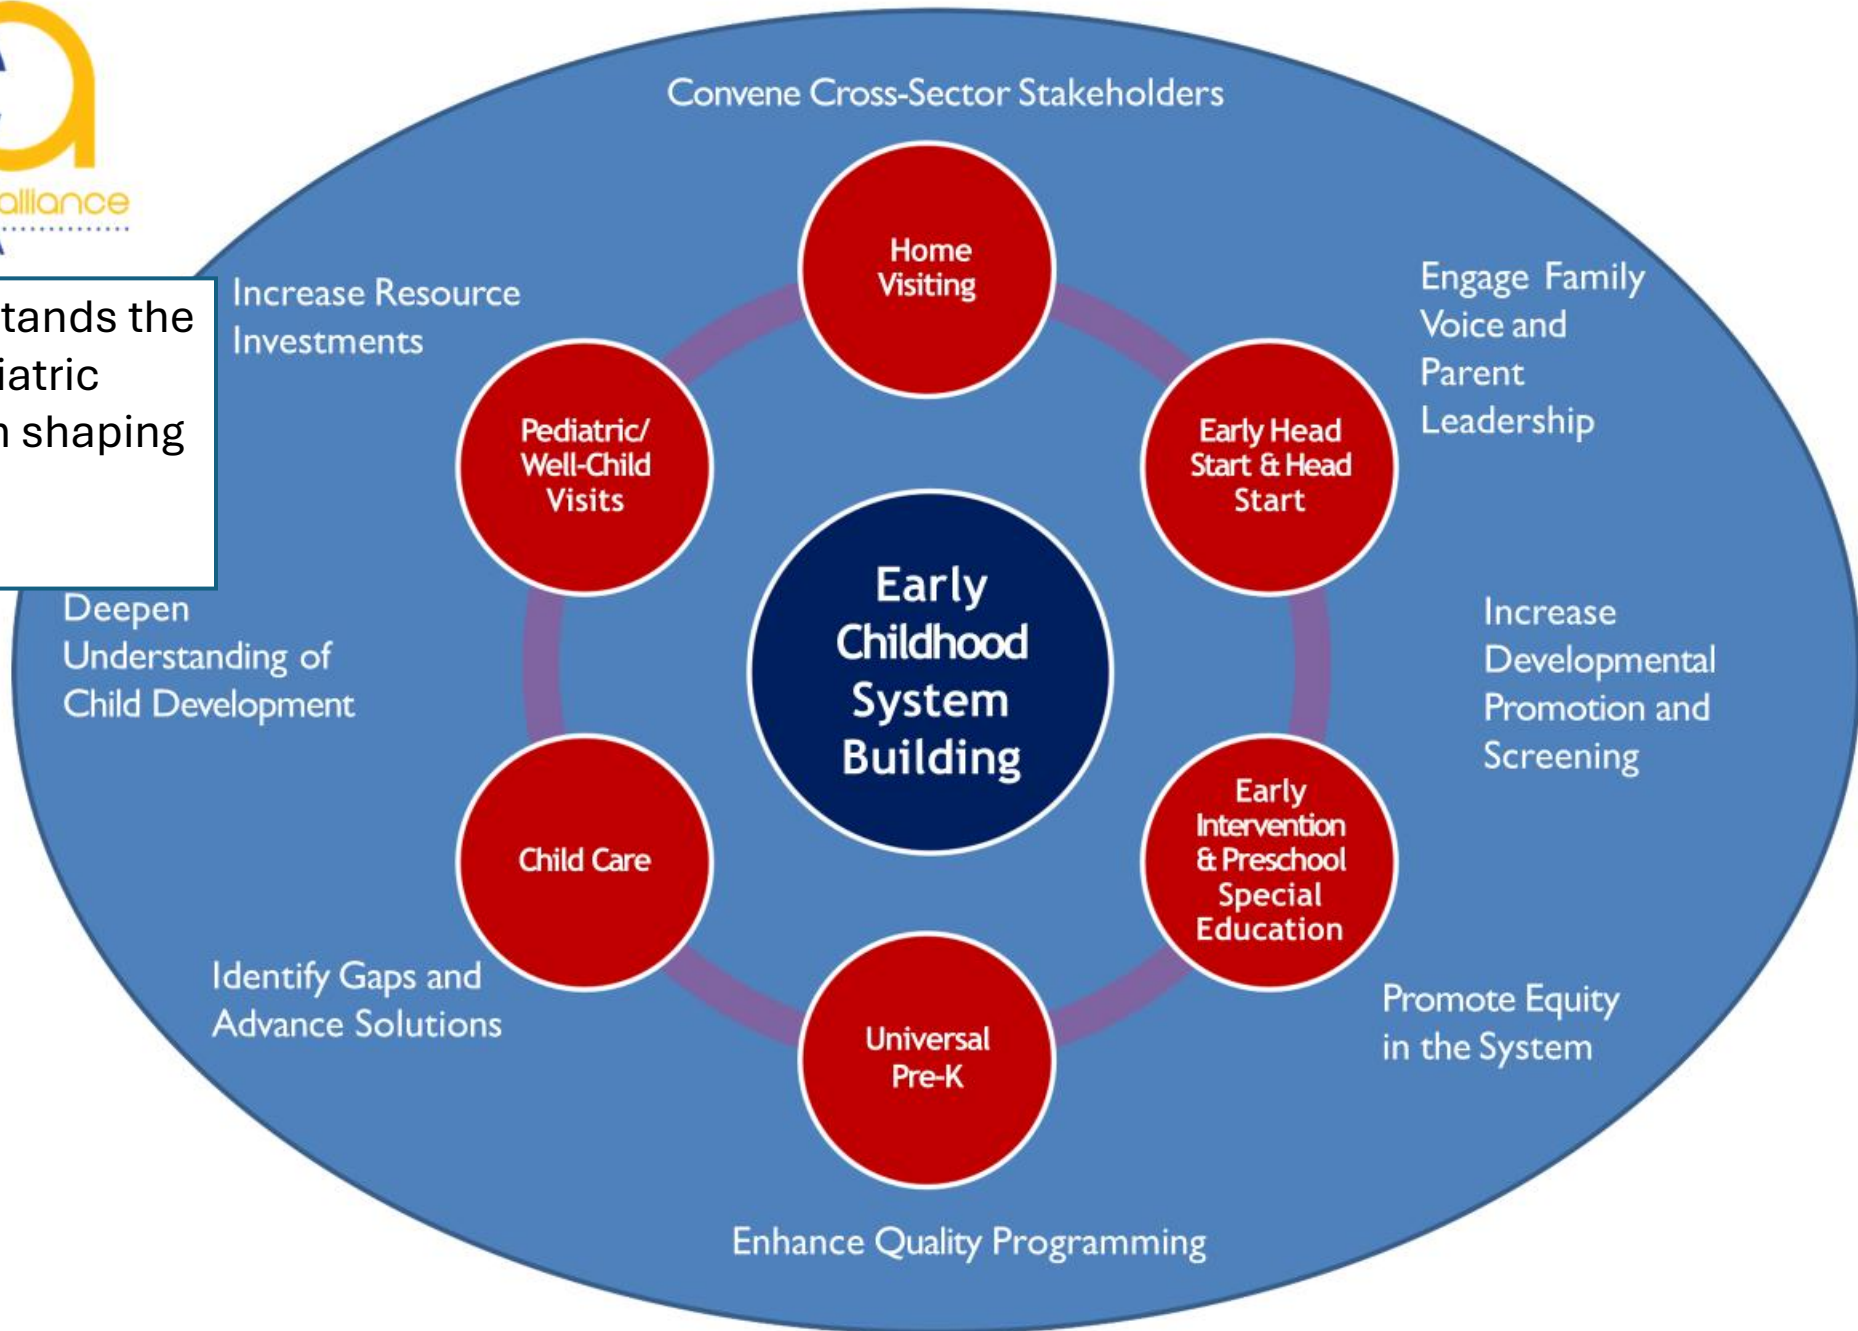 alliance
Convene Cross-Sector Stakeholders
tands the
iatric
n shaping
Increase Resource
Investments
Home
Visiting
Engage Family
Voice and
Parent
Leadership
Pediatric/
Well-Child
Visits
Early Head
Start & Head
Start
Early
Childhood
System
Building
Deepen
Understanding of
Child Development
Increase
Developmental
Promotion and
Screening
Child Care
Early
Intervention
& Preschool
Special
Education
Identify Gaps and
Advance Solutions
Universal
Pre-K
Promote Equity
in the System
Enhance Quality Programming